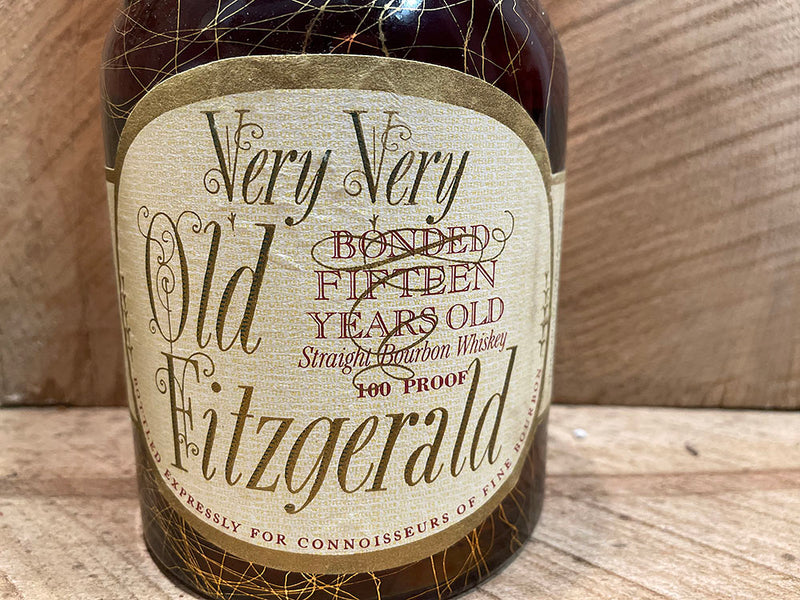 Very Very
Old
BONDED
FIFTEEN
YEARS OLD
Straight Bourbon Whiskey
100 PROOF
Fitzgerald
BOTTLED EXPRESSLY FOR CONNOISSEURS OF FINE BOURBON